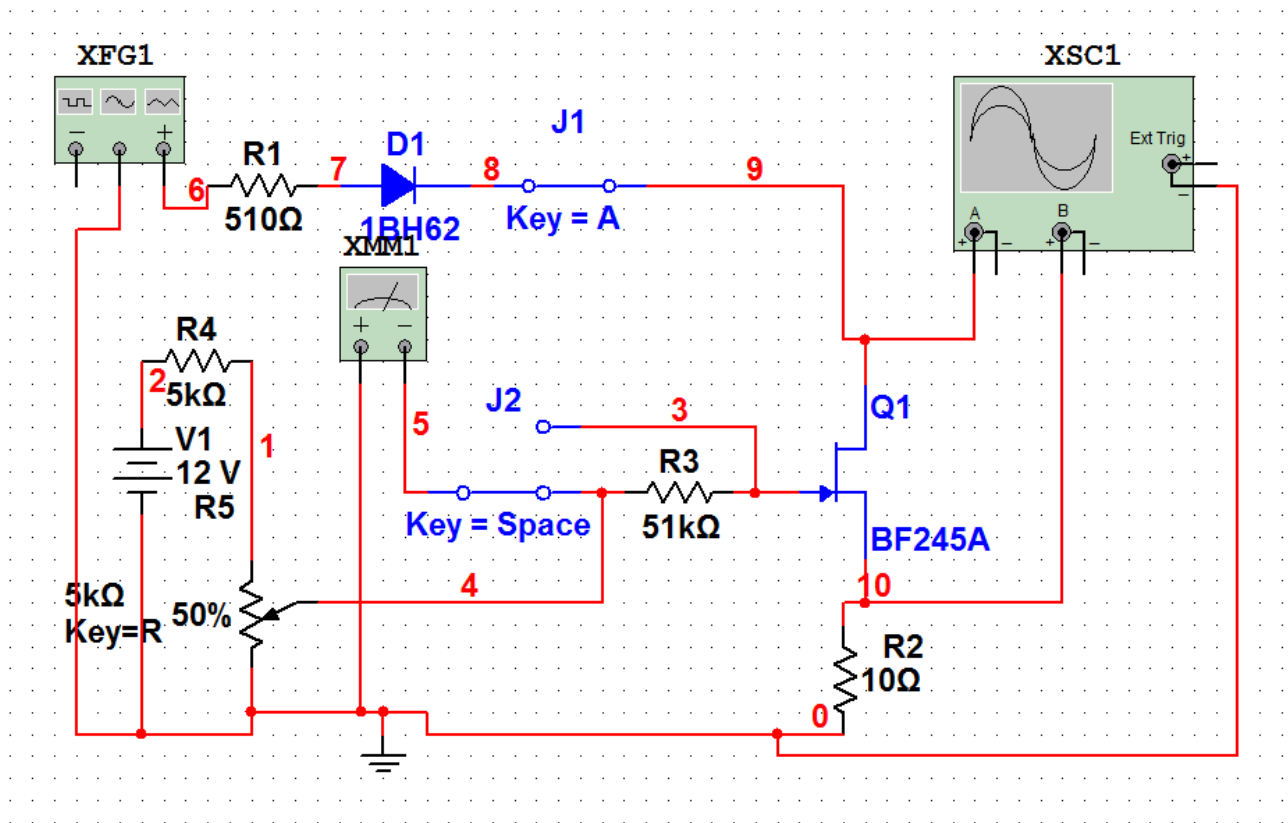 XFG1
XSC1
J1
D1
Ext Trig
R1
+
−
+
6
7
8
9
510Ω
1BH62
Key = A
A
B
+
−
+
−
+
−
XMM1
+
−
R4
2
5kΩ
J2
3
Q1
V1
12 V
1
5
R3
R5
Key = Space
51kΩ
BF245A
4
10
5kΩ
50%
Key=R
R2
10Ω
0